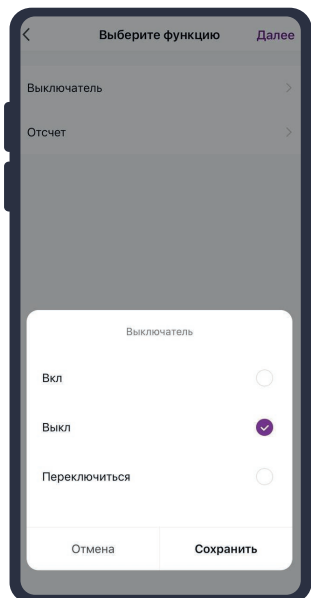 Выберите функцию Далее
Выключатель
Отсчет
Выключатель
Вкл
Выкл
Переключиться
Отмена Сохранить